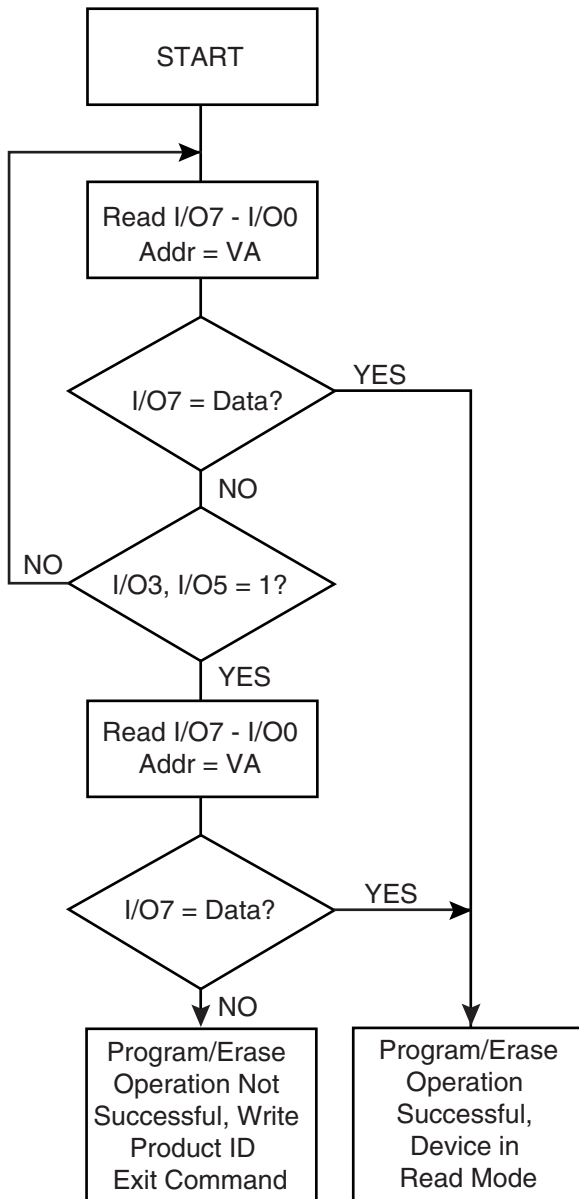 START
Read I/O7 - I/O0
Addr = VA
I/O7 = Data?
YES
NO
NO
I/O3, I/O5 = 1?
YES
Read I/O7 - I/O0
Addr = VA
I/O7 = Data?
YES
NO
Program/Erase
Operation Not
Successful, Write
Product ID
Exit Command
Program/Erase
Operation
Successful,
Device in
Read Mode